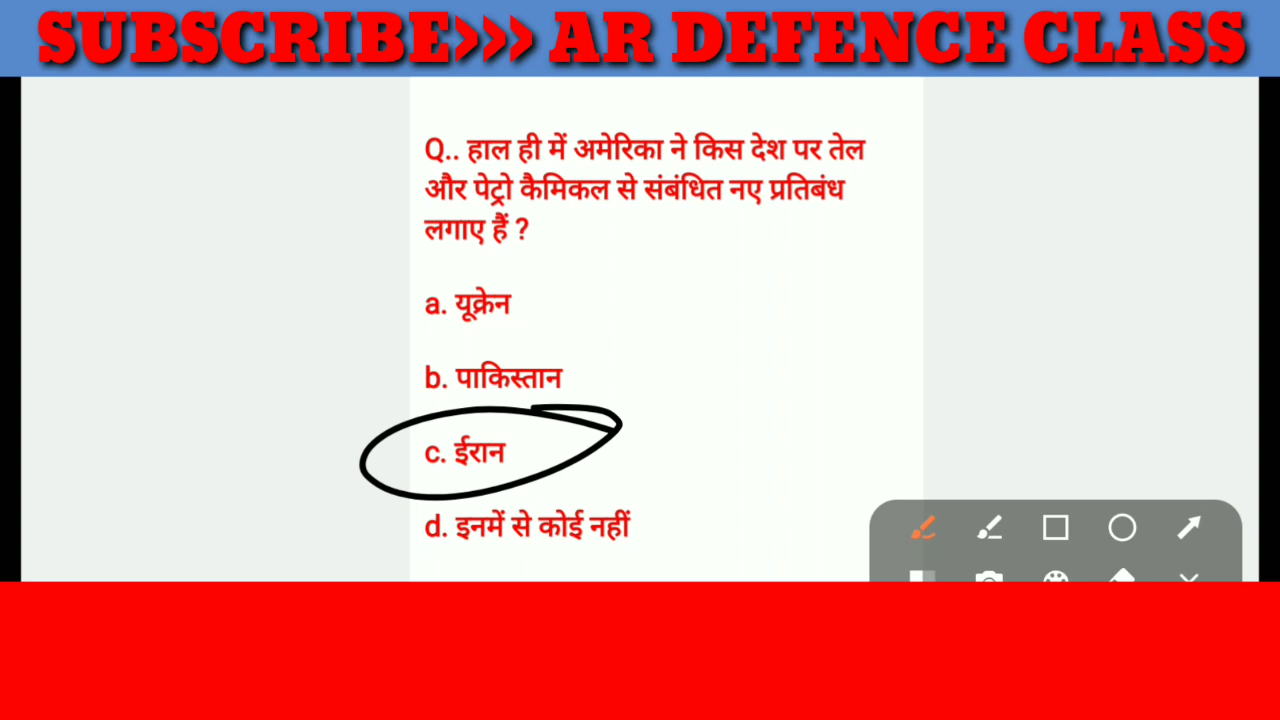 SUBSCRIBE>>> AR DEFENCE CLASS
Q.. हाल ही में अमेरिका ने किस देश पर तेल
और पेट्रो कैमिकल से संबंधित नए प्रतिबंध
लगाए हैं ?
a. यूक्रेन
b. पाकिस्तान
c. ईरान
d. इनमें से कोई नहीं